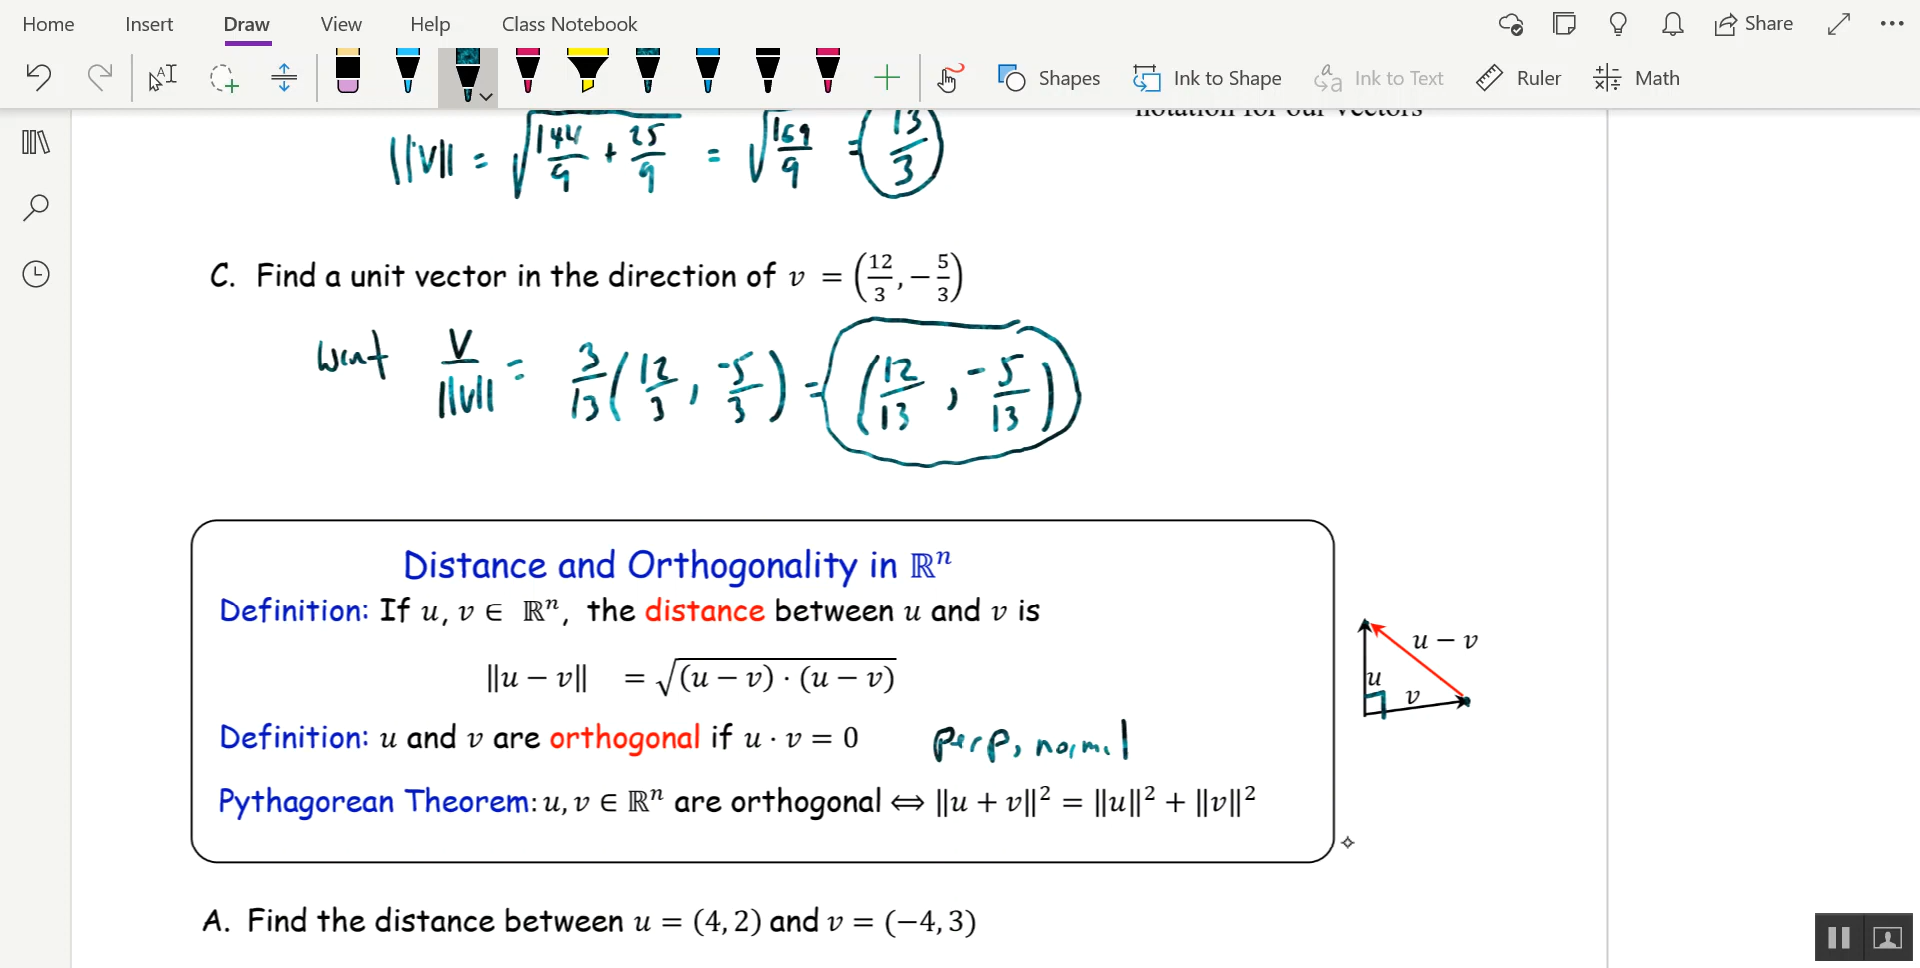 Home Insert Draw View Help Class Notebook Share
Shapes Ink to Shape Ink to Text Ruler Math
notation for our vectors
||v|| = √(144/9 + 25/9) = √(169/9) = 13/3
C. Find a unit vector in the direction of v = (12/3, −5/3)
want v/||v|| = 3/13 (12/3, -5/3) = (12/13, -5/13)
Distance and Orthogonality in ℝⁿ
Definition: If u, v ∈ ℝⁿ, the distance between u and v is
‖u − v‖ = √((u − v) · (u − v))
u − v
u
v
Definition: u and v are orthogonal if u · v = 0 perp, normal
Pythagorean Theorem: u, v ∈ ℝⁿ are orthogonal ⟺ ‖u + v‖² = ‖u‖² + ‖v‖²
A. Find the distance between u = (4, 2) and v = (−4, 3)